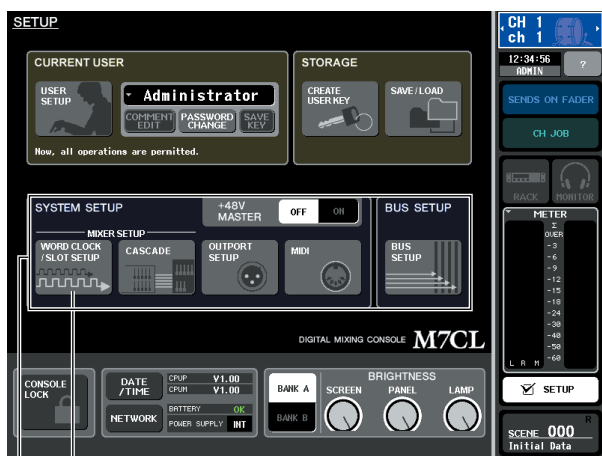 SETUP
CURRENT USER
USER
SETUP
Administrator
COMMENT
EDIT
PASSWORD
CHANGE
SAVE
KEY
Now, all operations are permitted.
STORAGE
CREATE
USER KEY
SAVE/LOAD
SYSTEM SETUP
+48V
MASTER
OFF
ON
MIXER SETUP
WORD CLOCK
/SLOT SETUP
CASCADE
OUTPORT
SETUP
MIDI
BUS SETUP
BUS
SETUP
DIGITAL MIXING CONSOLE M7CL
CONSOLE
LOCK
DATE
/TIME
NETWORK
CPUP V1.00
CPUM V1.00
BATTERY OK
POWER SUPPLY INT
BANK A
BANK B
BRIGHTNESS
SCREEN
PANEL
LAMP
CH 1
ch 1
12:34:56
ADMIN
?
SENDS ON FADER
CH JOB
RACK
MONITOR
METER
Σ
OVER
-3
-6
-9
-12
-15
-18
-24
-30
-40
-50
-60
L R M
SETUP
R
SCENE 000
Initial Data